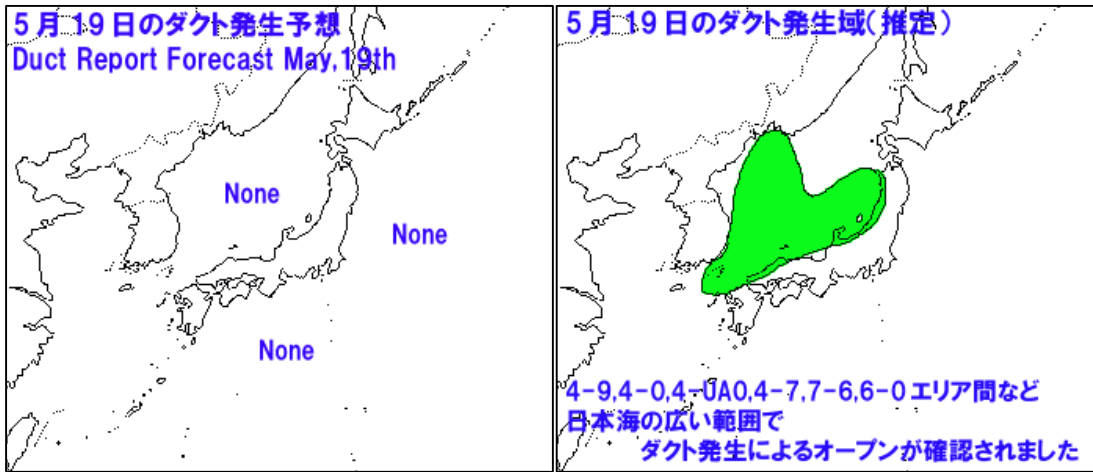 5月19日のダクト発生予想
Duct Report Forecast May,19th
None
None
None
5月19日のダクト発生域(推定)
4-9,4-0,4-UA0,4-7,7-6,6-0エリア間など
日本海の広い範囲で
ダクト発生によるオープンが確認されました